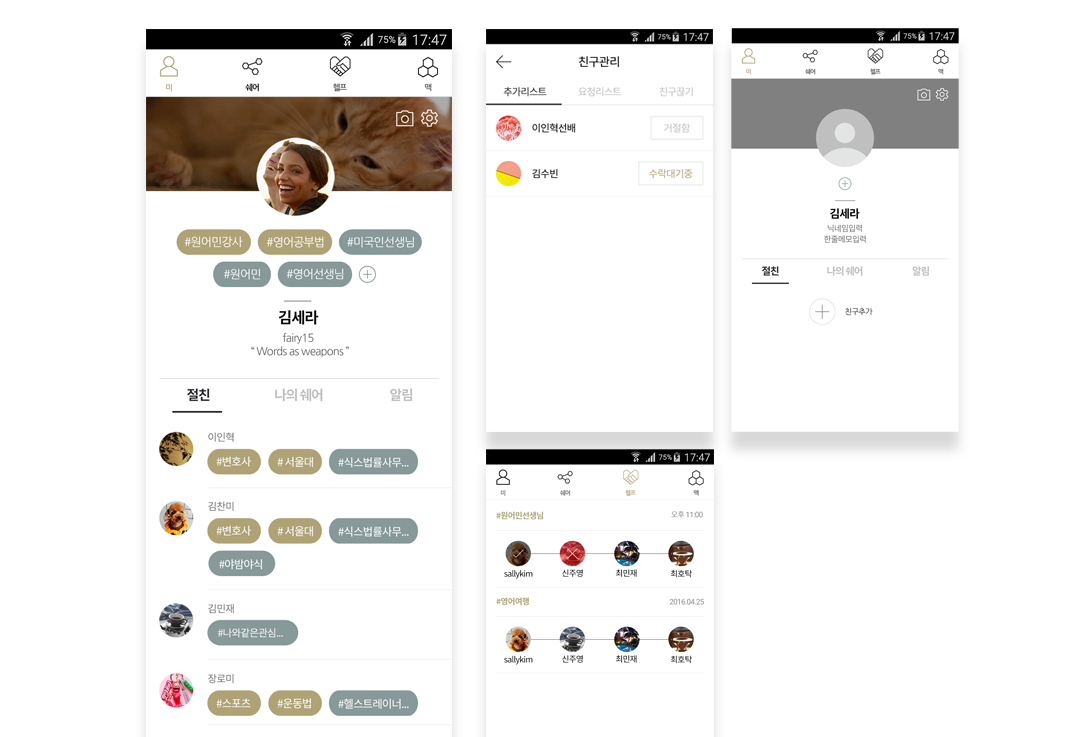 75% 17:47
미 쉐어 헬프 맥
#원어민강사 #영어공부법 #미국인선생님
#원어민 #영어선생님
김세라
fairy15
“ Words as weapons ”
절친 나의 쉐어 알림
이인혁
#변호사 # 서울대 #식스법률사무...
김찬미
#변호사 # 서울대 #식스법률사무...
#야밤야식
김민재
#나와같은관심...
장로미
#스포츠 #운동법 #헬스트레이너...
75% 17:47
친구관리
추가리스트 요청리스트 친구끊기
이인혁선배 거절함
김수빈 수락대기중
75% 17:47
미 쉐어 헬프 맥
#원어민선생님 오후 11:00
sallykim 신주영 최민재 최호탁
#영어여행 2016.04.25
sallykim 신주영 최민재 최호탁
75% 17:47
미 쉐어 헬프 맥
김세라
닉네임입력
한줄메모입력
절친 나의 쉐어 알림
친구추가